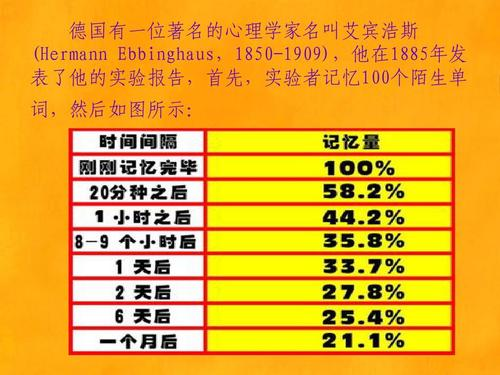 德国有一位著名的心理学家名叫艾宾浩斯
(Hermann Ebbinghaus，1850-1909)，他在1885年发
表了他的实验报告，首先，实验者记忆100个陌生单
词，然后如图所示：
时间间隔 记忆量
刚刚记忆完毕 100%
20分种之后 58.2%
1 小时之后 44.2%
8-9 个小时后 35.8%
1 天后 33.7%
2 天后 27.8%
6 天后 25.4%
一个月后 21.1%